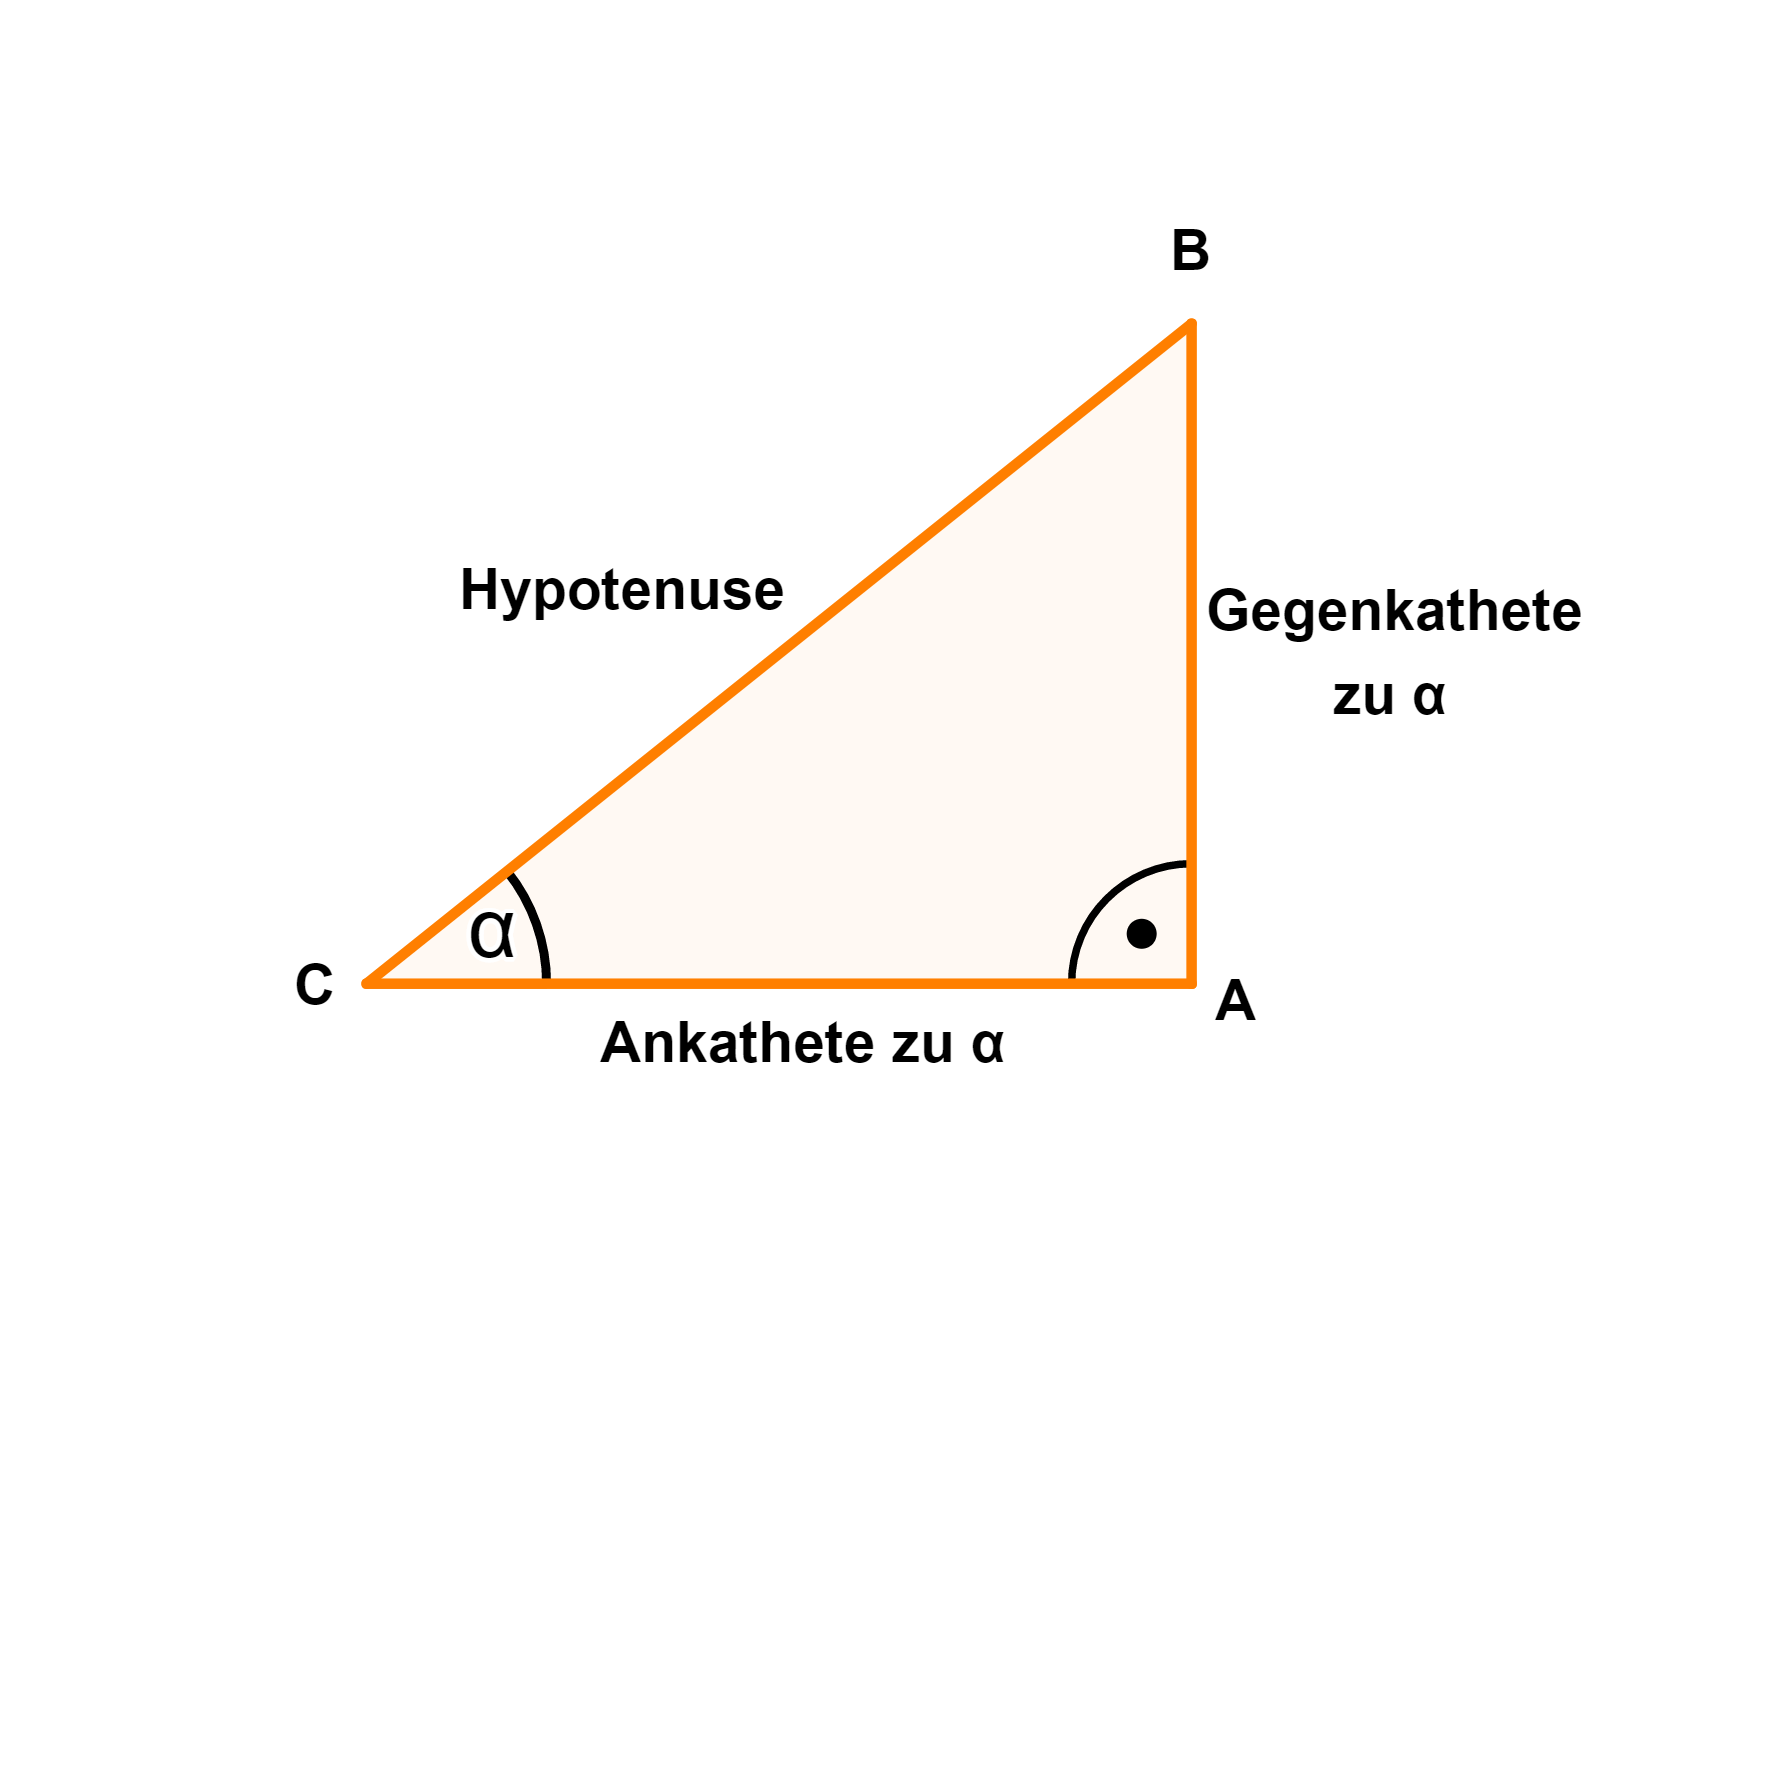 B
Hypotenuse
Gegenkathete
zu α
α
C
A
Ankathete zu α